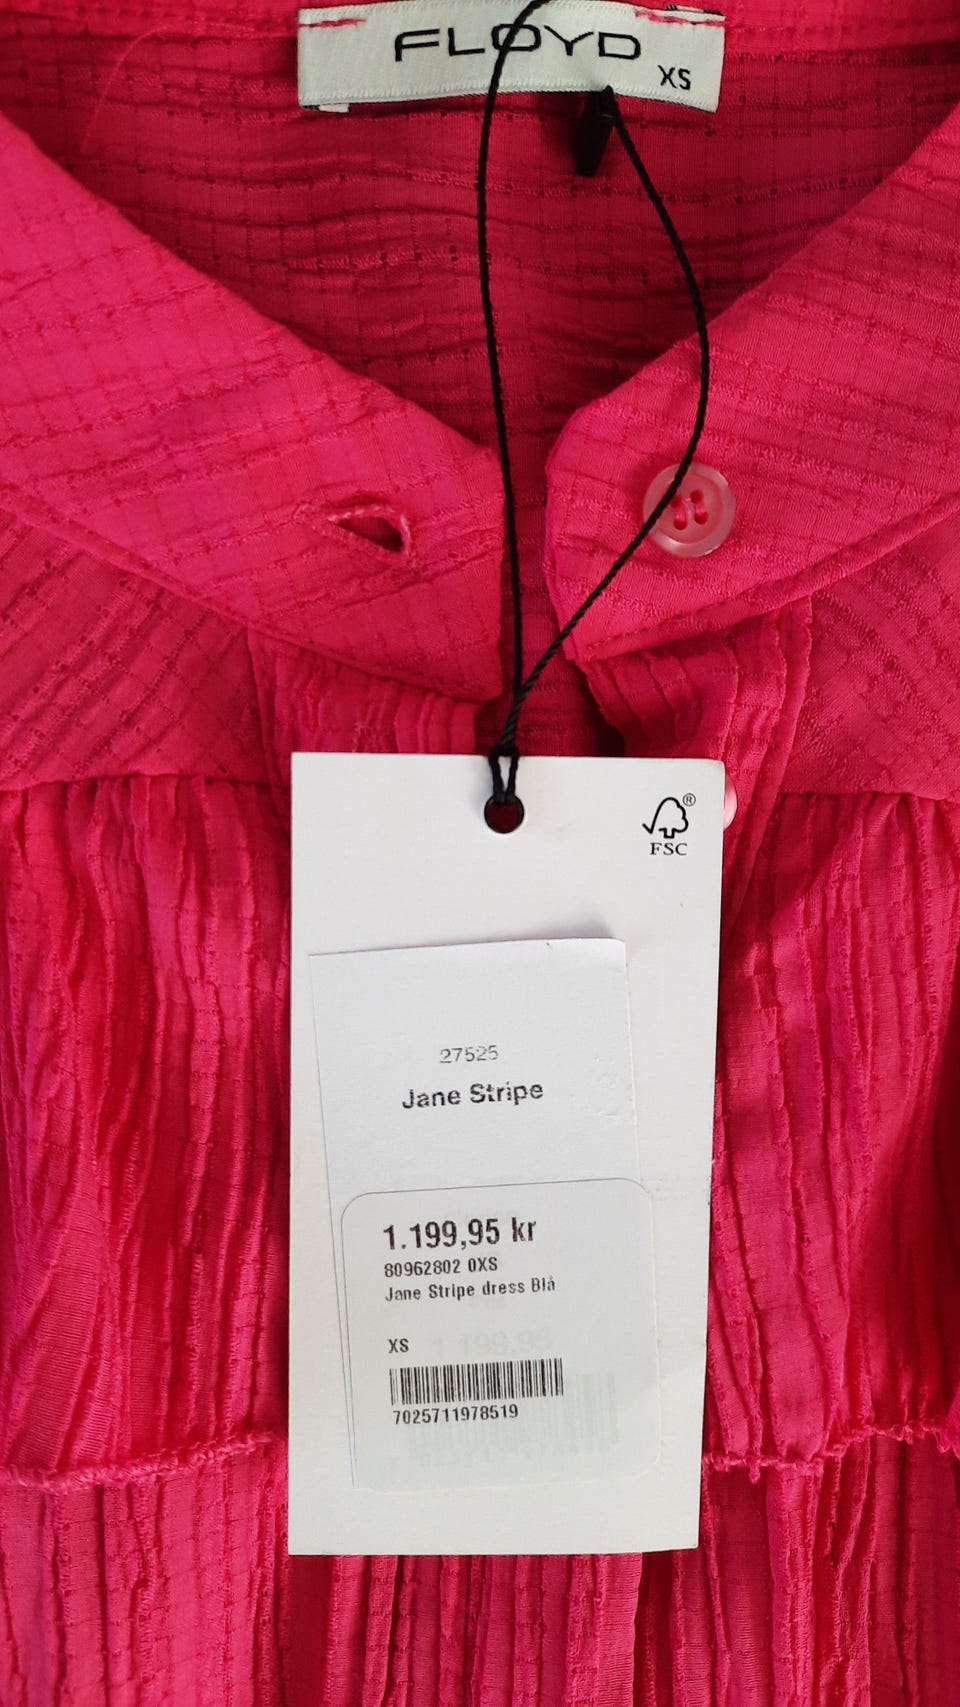 FLOYD
XS
FSC
®
27525
Jane Stripe
1.199,95 kr
80962802 0XS
Jane Stripe dress Blå
XS
7025711978519